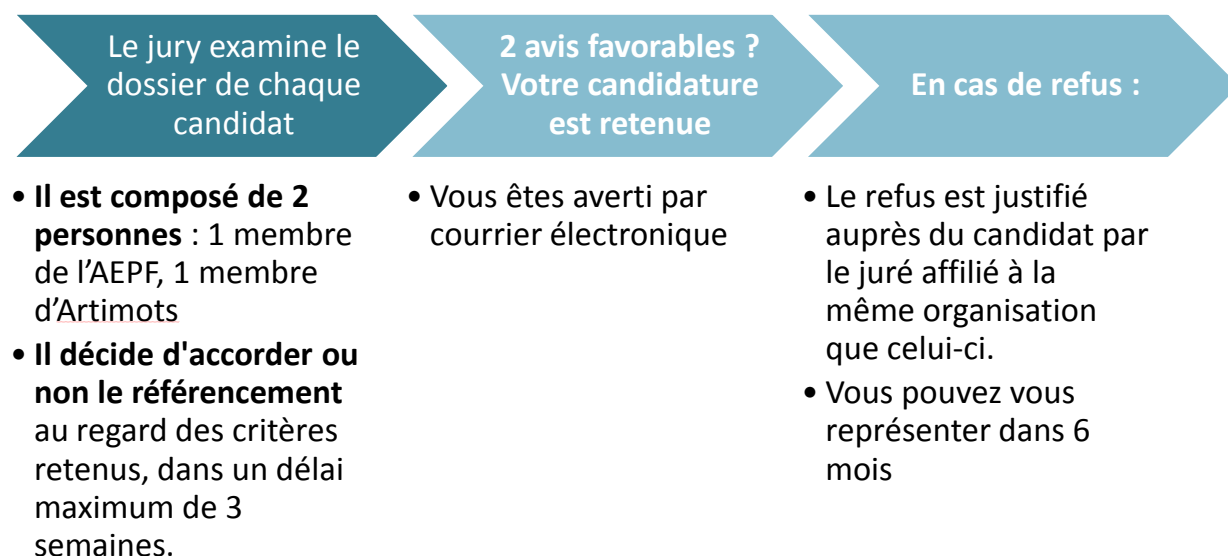 Le jury examine le
dossier de chaque
candidat
2 avis favorables ?
Votre candidature
est retenue
En cas de refus :
• Il est composé de 2
personnes : 1 membre
de l’AEPF, 1 membre
d’Artimots
• Il décide d'accorder ou
non le référencement
au regard des critères
retenus, dans un délai
maximum de 3
semaines.
• Vous êtes averti par
courrier électronique
• Le refus est justifié
auprès du candidat par
le juré affilié à la
même organisation
que celui-ci.
• Vous pouvez vous
représenter dans 6
mois